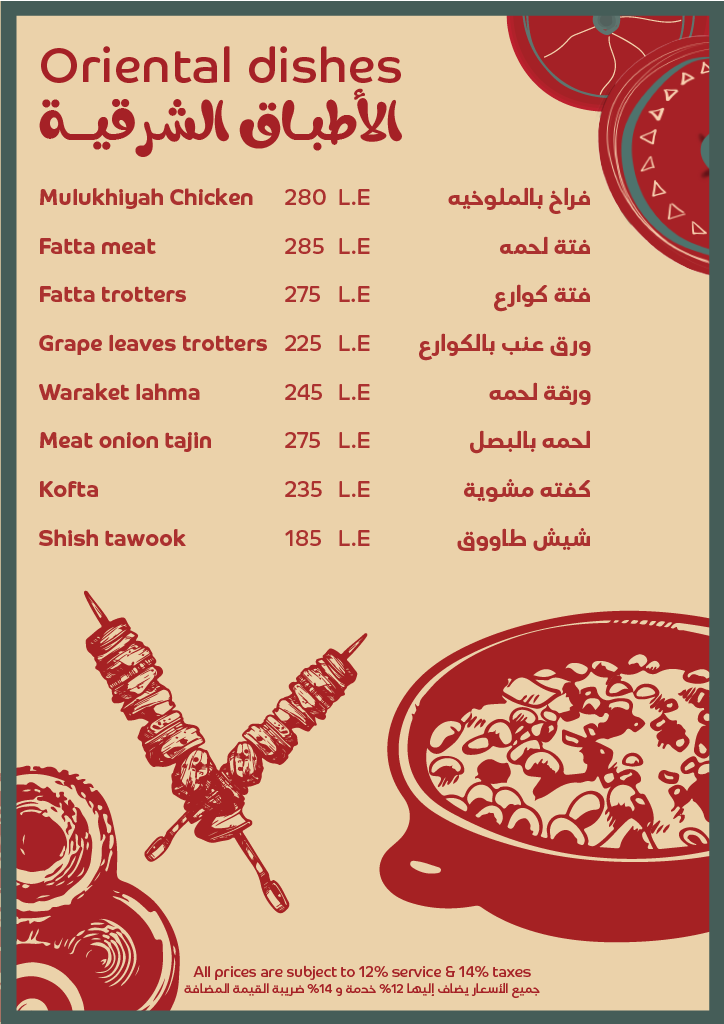 Oriental dishes
الأطباق الشرقية
Mulukhiyah Chicken 280 L.E فراخ بالملوخيه
Fatta meat 285 L.E فتة لحمه
Fatta trotters 275 L.E فتة كوارع
Grape leaves trotters 225 L.E ورق عنب بالكوارع
Waraket lahma 245 L.E ورقة لحمه
Meat onion tajin 275 L.E لحمه بالبصل
Kofta 235 L.E كفته مشوية
Shish tawook 185 L.E شيش طاووق
All prices are subject to 12% service & 14% taxes
جميع الأسعار يضاف إليها 12% خدمة و 14% ضريبة القيمة المضافة